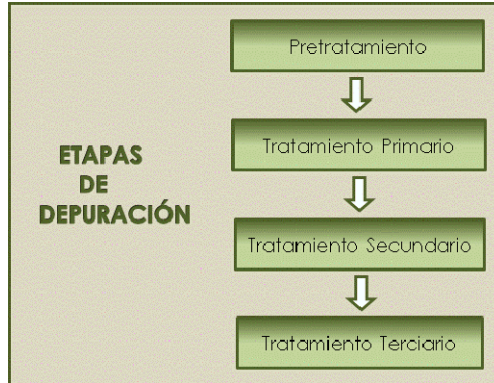 ETAPAS
DE
DEPURACIÓN
Pretratamiento
Tratamiento Primario
Tratamiento Secundario
Tratamiento Terciario